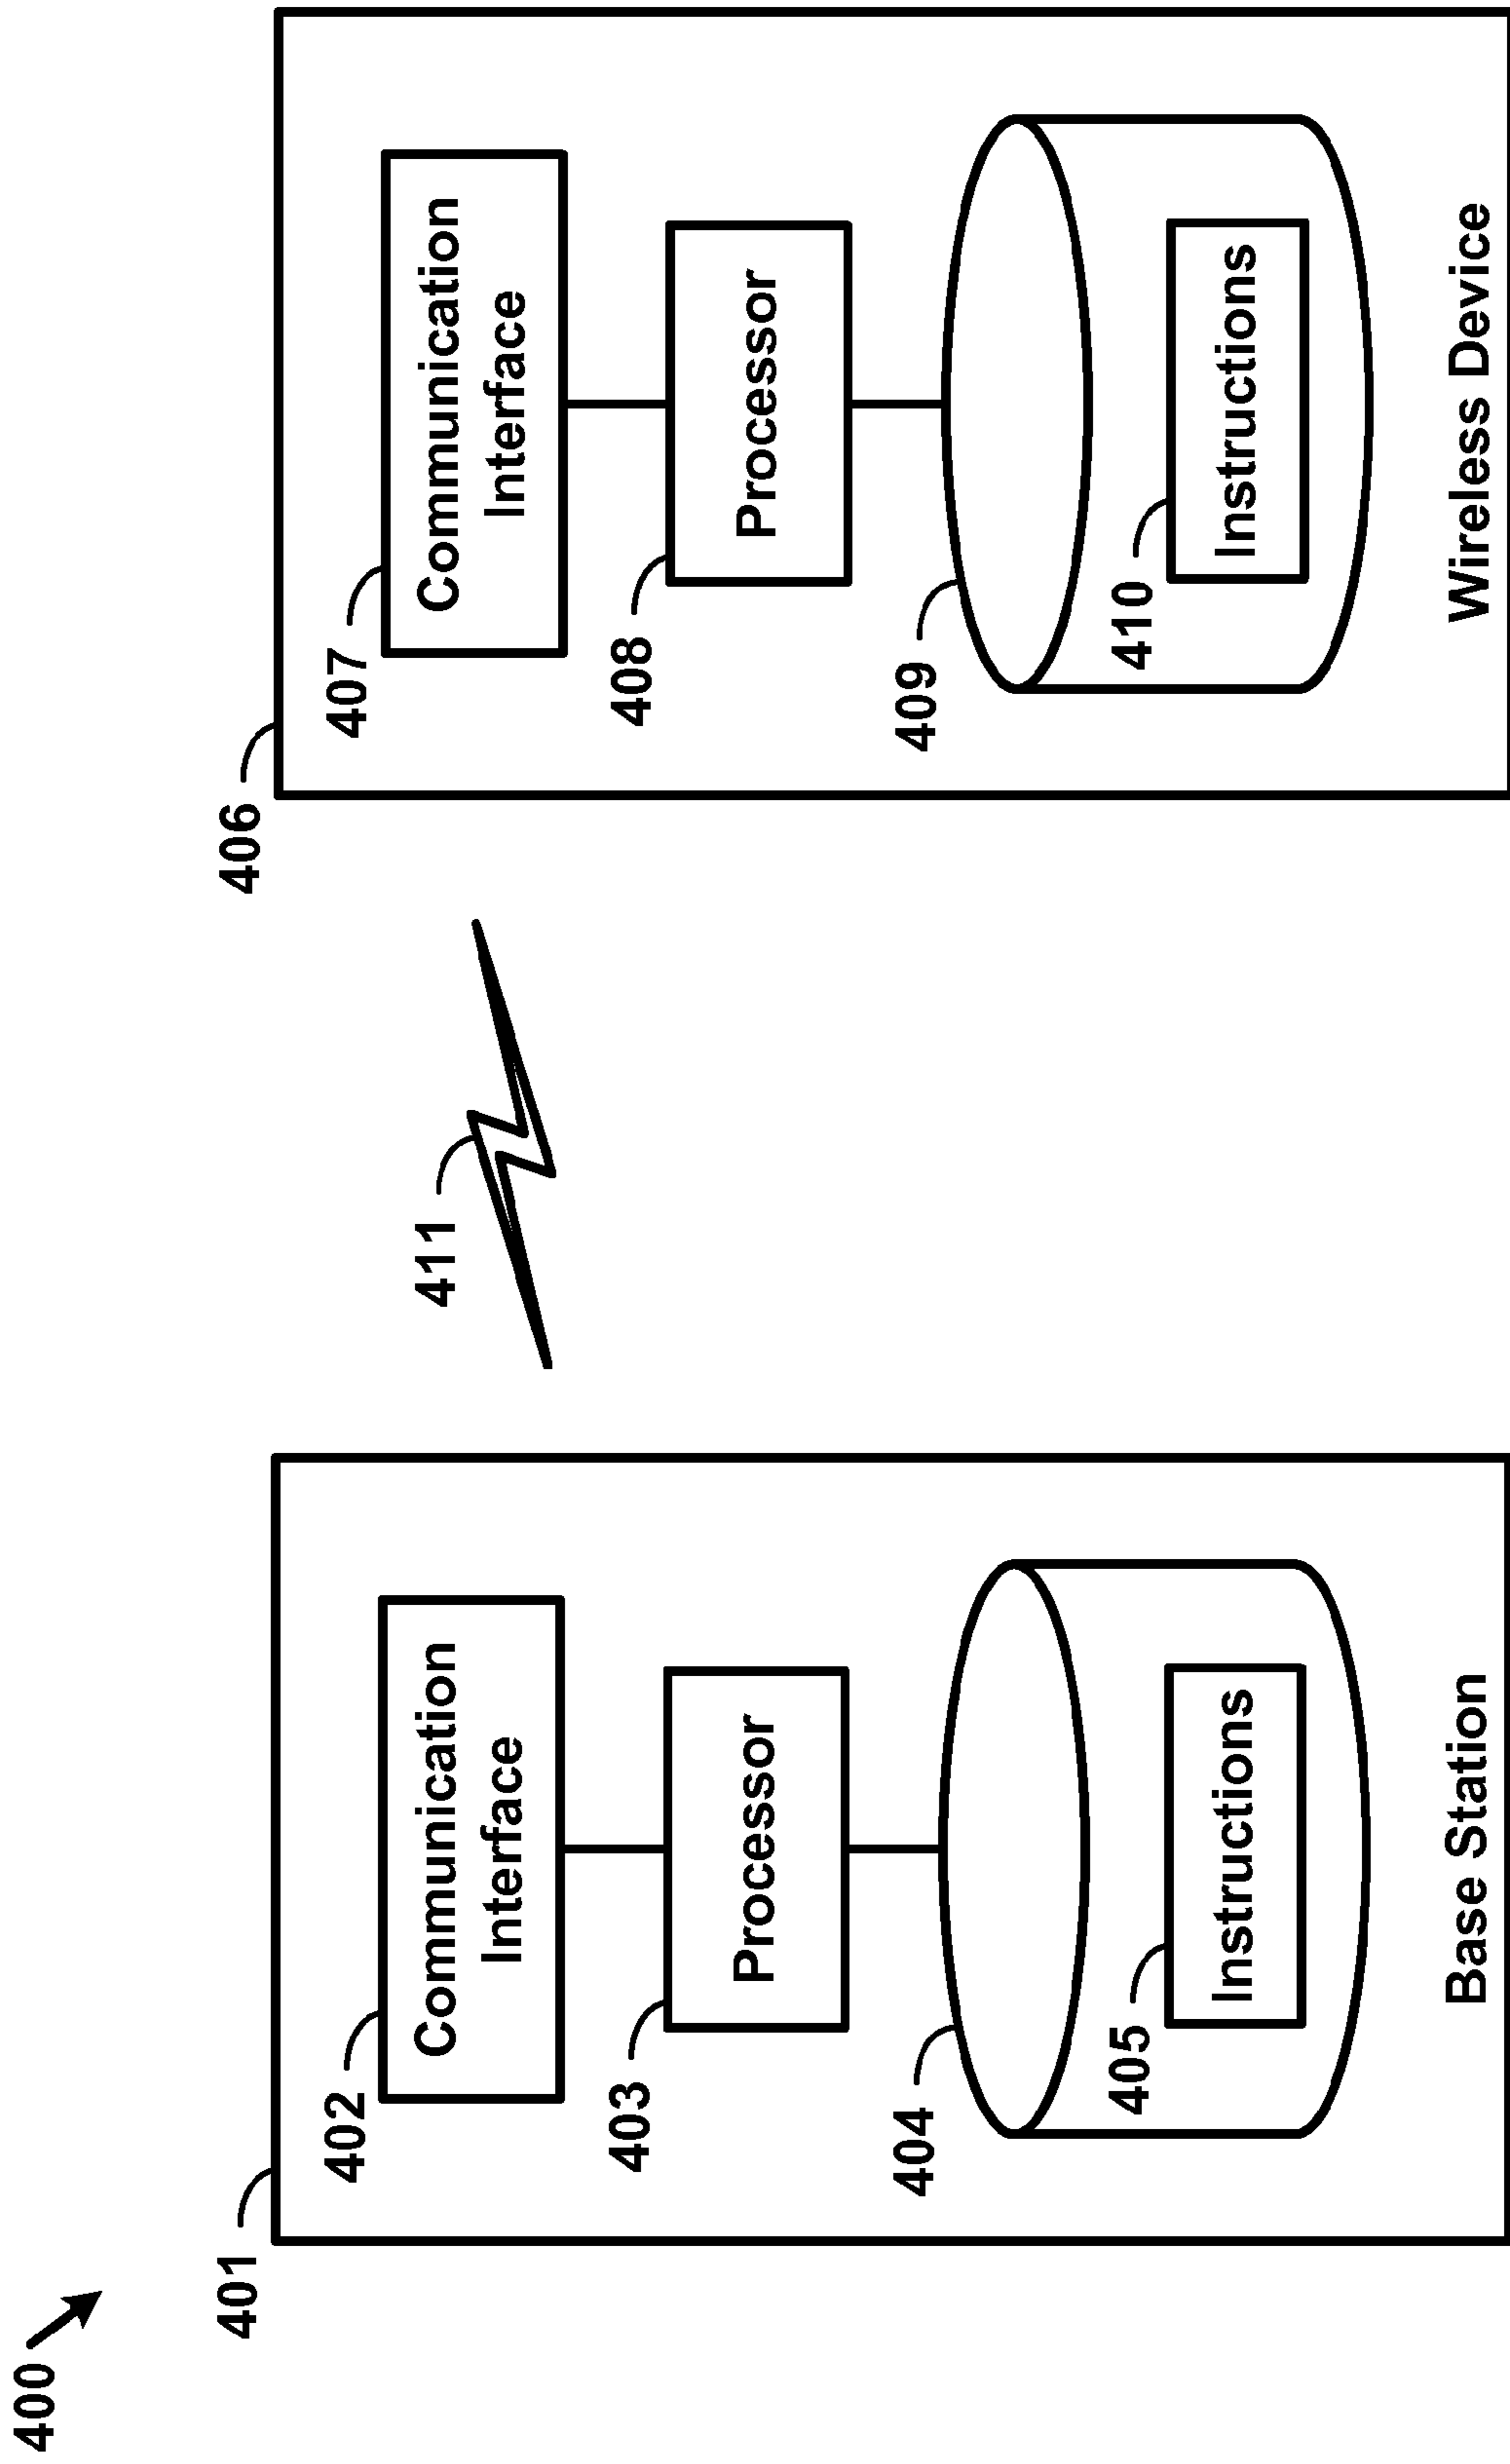 400
401
402
Communication
Interface
403
Processor
404
405
Instructions
Base Station
411
406
407
Communication
Interface
408
Processor
409
410
Instructions
Wireless Device